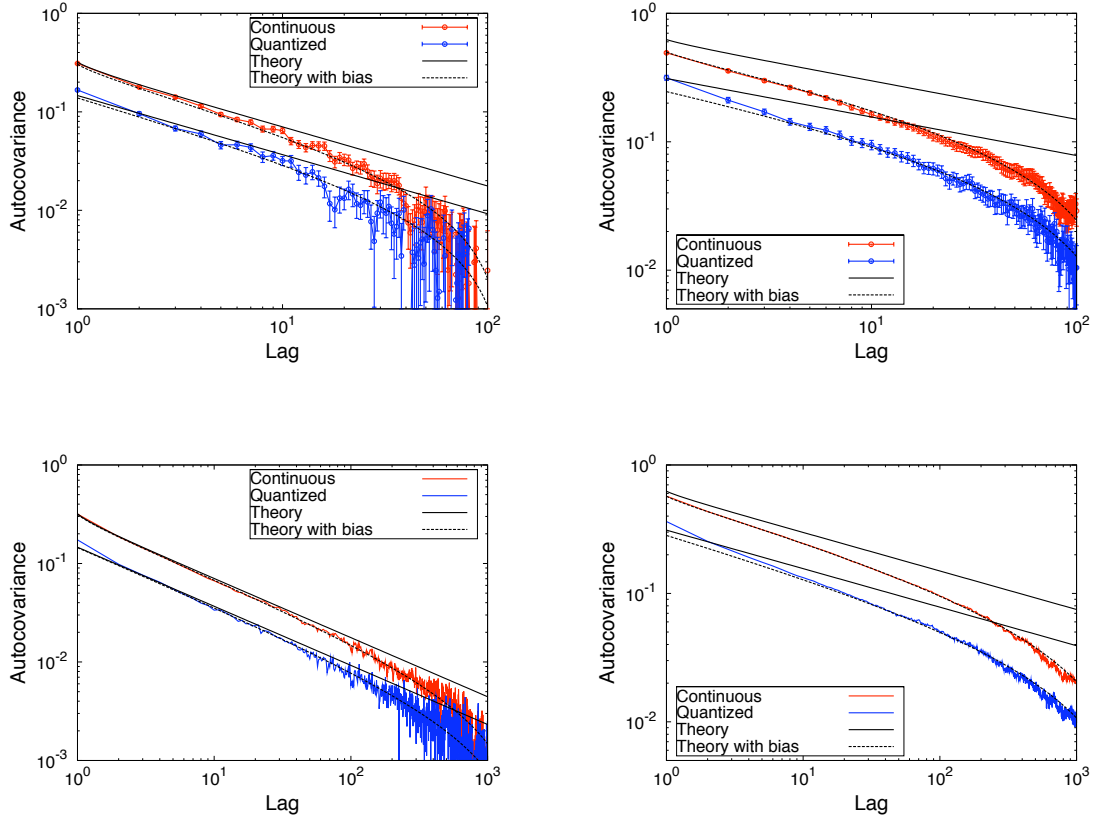 10^0
10^-1
10^-2
10^-3
Autocovariance
Continuous
Quantized
Theory
Theory with bias
10^0
10^1
10^2
Lag
10^0
10^-1
10^-2
Autocovariance
Continuous
Quantized
Theory
Theory with bias
10^0
10^1
10^2
Lag
10^0
10^-1
10^-2
10^-3
Autocovariance
Continuous
Quantized
Theory
Theory with bias
10^0
10^1
10^2
10^3
Lag
10^0
10^-1
10^-2
Autocovariance
Continuous
Quantized
Theory
Theory with bias
10^0
10^1
10^2
10^3
Lag